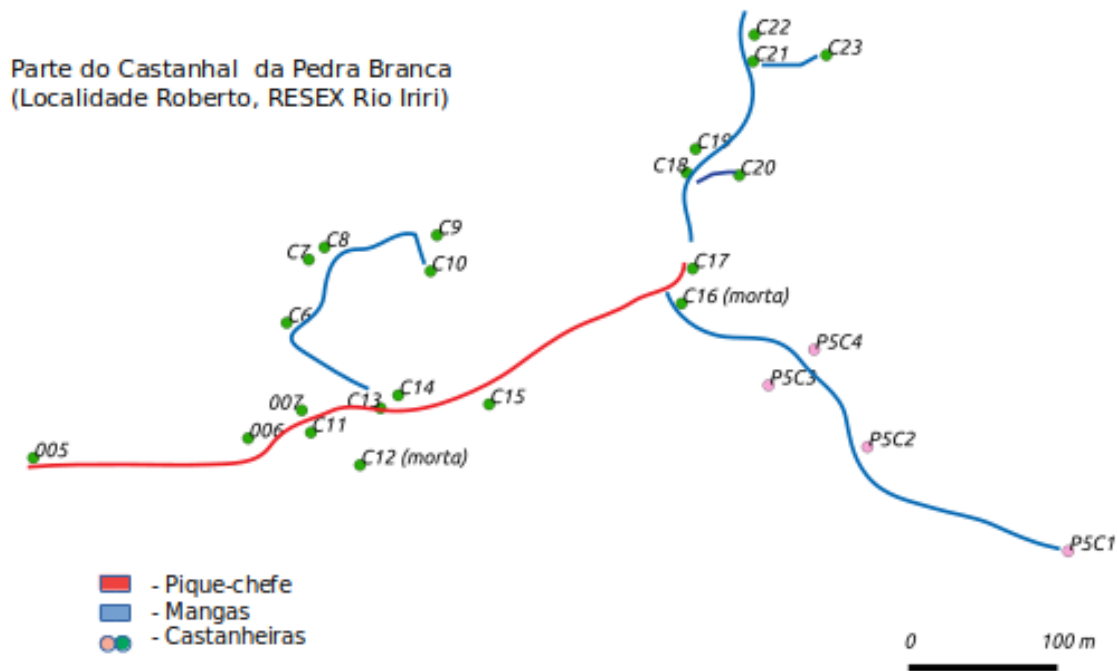 C22
C21
C23
Parte do Castanhal da Pedra Branca
(Localidade Roberto, RESEX Rio Iriri)
C19
C18
C20
C9
C8
C7
C10
C17
C16 (morta)
C6
P5C4
P5C3
C14
007
C13
C15
006
C11
P5C2
005
C12 (morta)
P5C1
- Pique-chefe
- Mangas
- Castanheiras
0 100 m